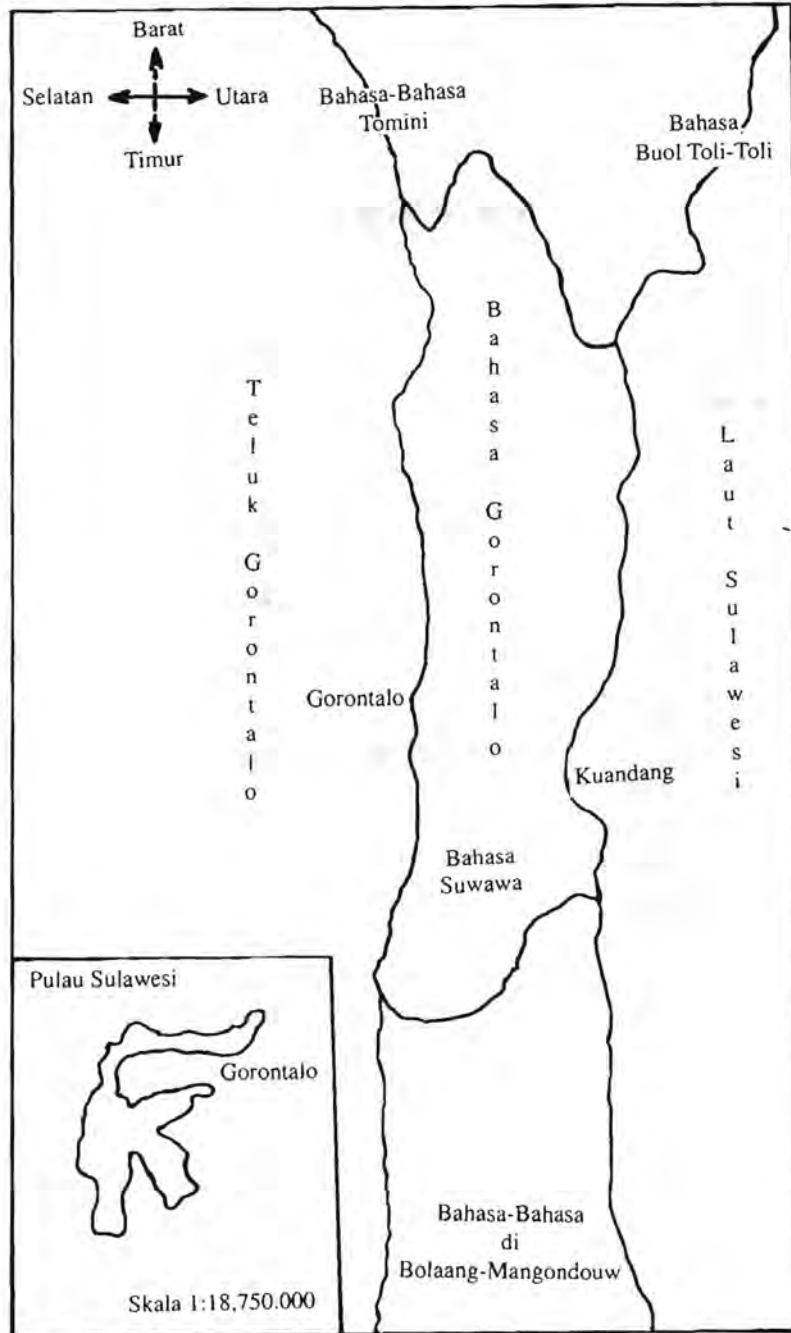 Barat
Selatan
Utara
Timur
Bahasa-Bahasa
Tomini
Bahasa
Buol Toli-Toli
Bahasa Gorontalo
Teluk Gorontalo
Laut Sulawesi
Gorontalo
Kuandang
Bahasa
Suwawa
Pulau Sulawesi
Gorontalo
Skala 1:18,750.000
Bahasa-Bahasa
di
Bolaang-Mangondouw